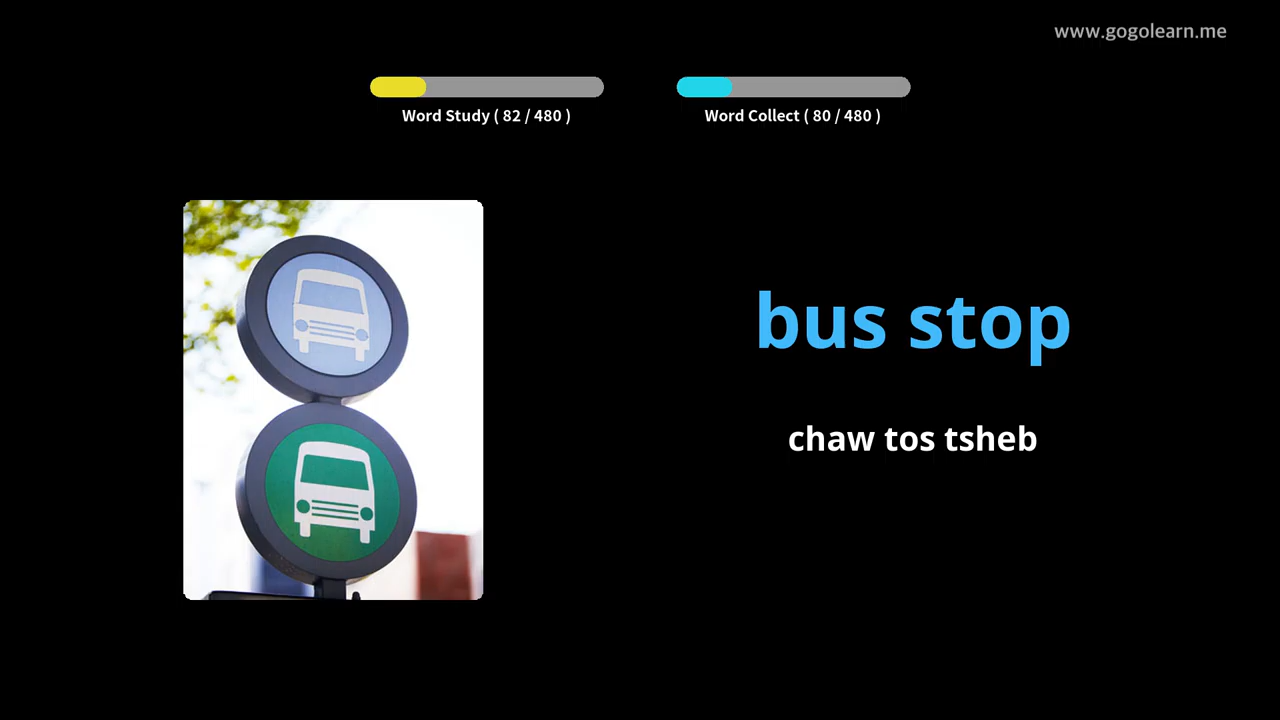 www.gogolearn.me
Word Study ( 82 / 480 )
Word Collect ( 80 / 480 )
bus stop
chaw tos tsheb